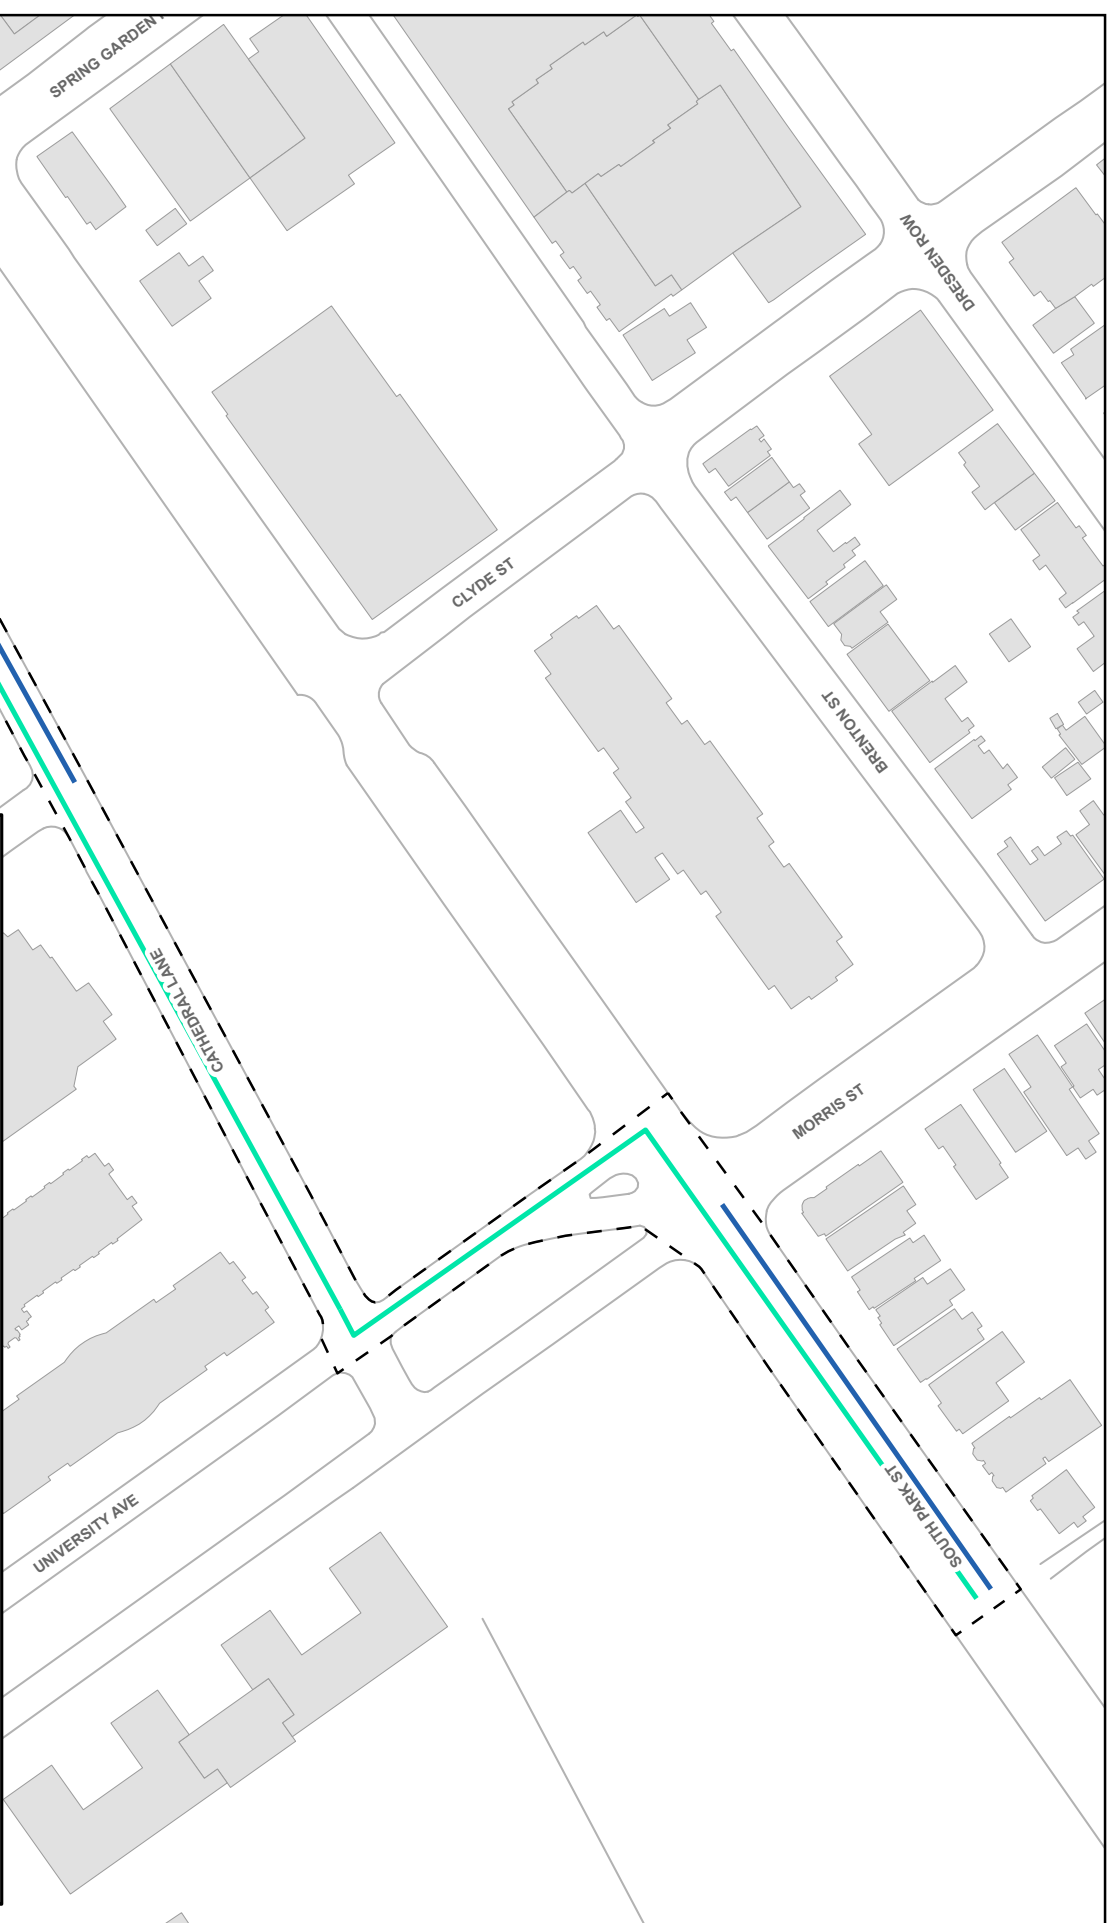 SPRING GARDEN
DRESDEN ROW
CLYDE ST
BRENTON ST
CATHEDRAL LANE
MORRIS ST
SOUTH PARK ST
UNIVERSITY AVE